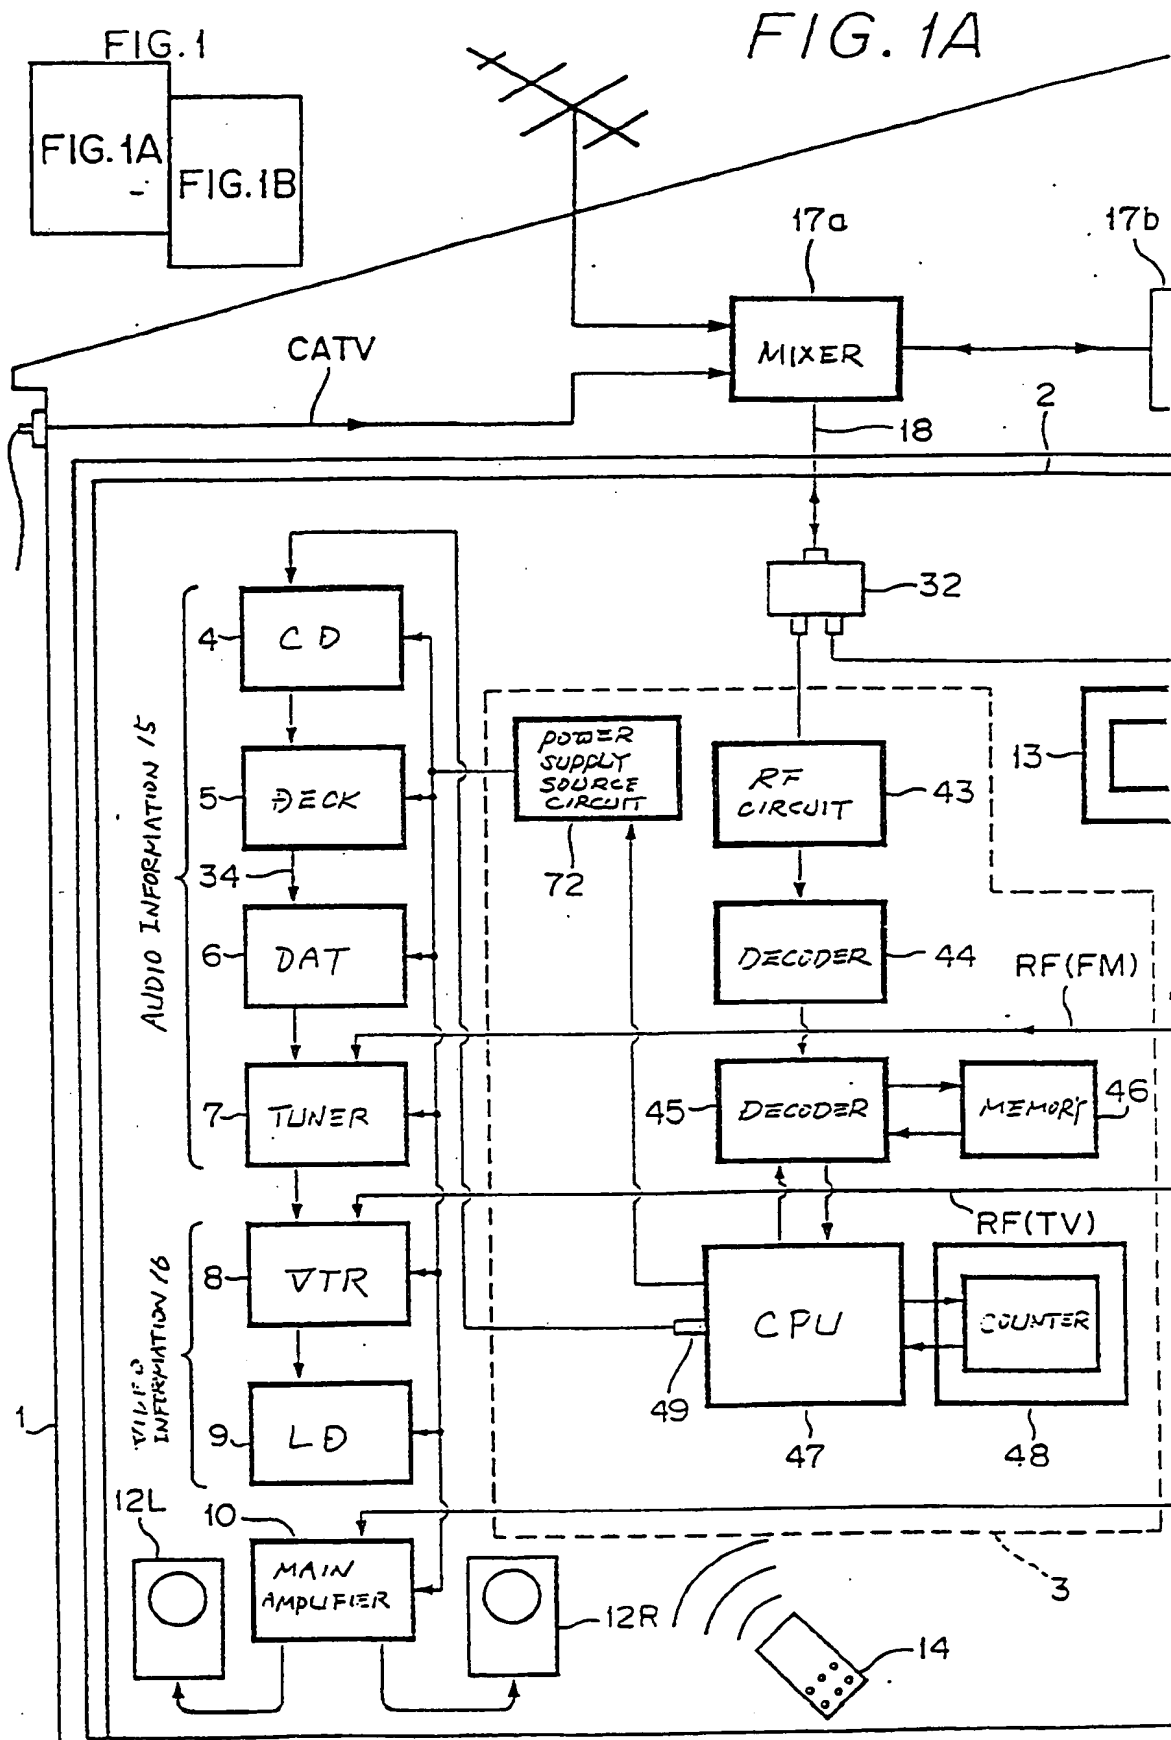 FIG. 1
FIG. 1A
FIG.1A
FIG.1B
17a
17b
MIXER
CATV
18
2
32
4
CD
5
DECK
34
6
DAT
7
TUNER
AUDIO INFORMATION 15
POWER
SUPPLY
SOURCE
CIRCUIT
72
RF
CIRCUIT
43
13
DECODER
44
RF(FM)
45
DECODER
MEMORY
46
RF(TV)
8
VTR
9
LD
VIDEO
INFORMATION 16
CPU
COUNTER
49
47
48
1
12L
10
MAIN
AMPLIFIER
12R
3
14